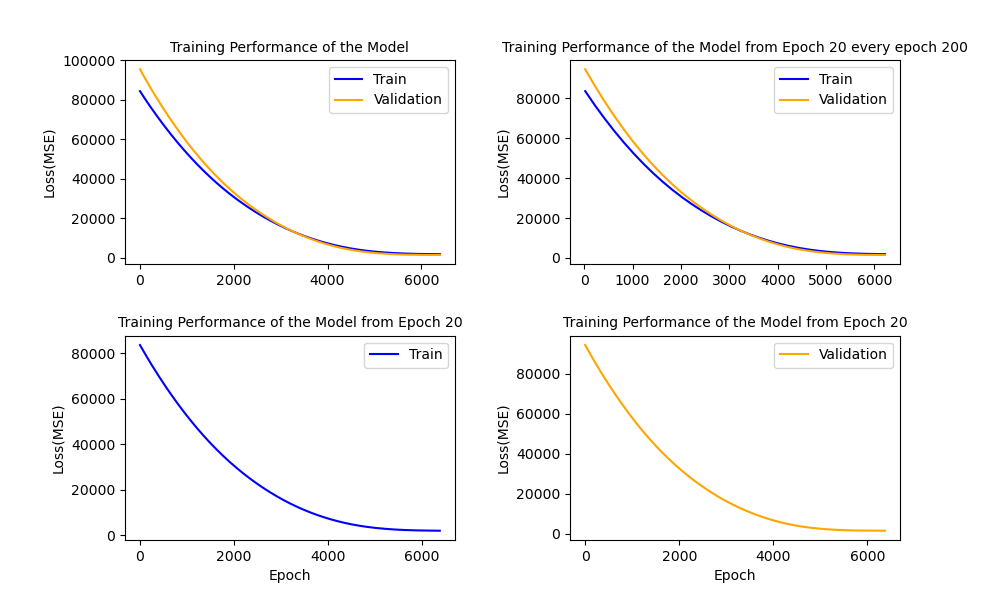 Training Performance of the Model
Loss(MSE)
100000
80000
60000
40000
20000
0
0 2000 4000 6000
Train
Validation
Training Performance of the Model from Epoch 20 every epoch 200
Loss(MSE)
80000
60000
40000
20000
0
0 1000 2000 3000 4000 5000 6000
Train
Validation
Training Performance of the Model from Epoch 20
Loss(MSE)
80000
60000
40000
20000
0
0 2000 4000 6000
Epoch
Train
Training Performance of the Model from Epoch 20
Loss(MSE)
80000
60000
40000
20000
0
0 2000 4000 6000
Epoch
Validation